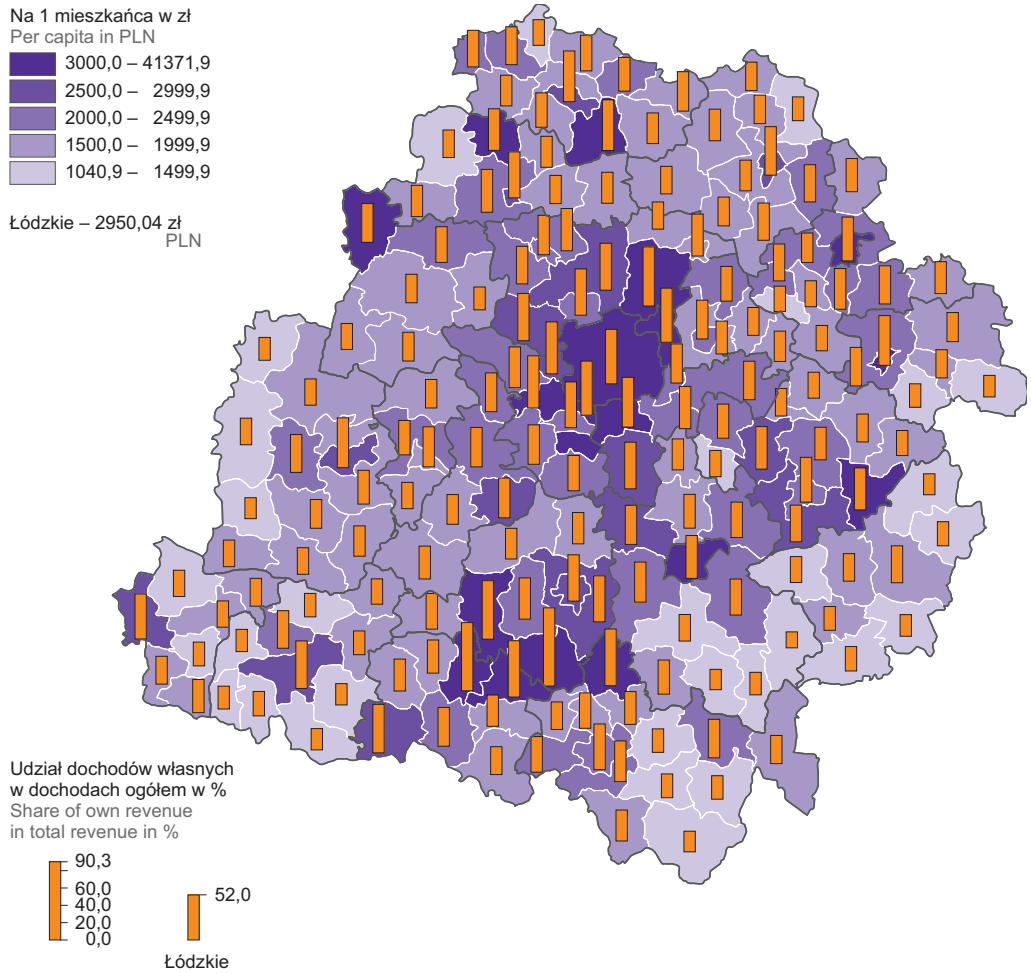 Na 1 mieszkańca w zł
Per capita in PLN
3000,0 – 41371,9
2500,0 – 2999,9
2000,0 – 2499,9
1500,0 – 1999,9
1040,9 – 1499,9
Łódzkie – 2950,04 zł
PLN
Udział dochodów własnych
w dochodach ogółem w %
Share of own revenue
in total revenue in %
90,3
60,0
40,0
20,0
0,0
52,0
Łódzkie